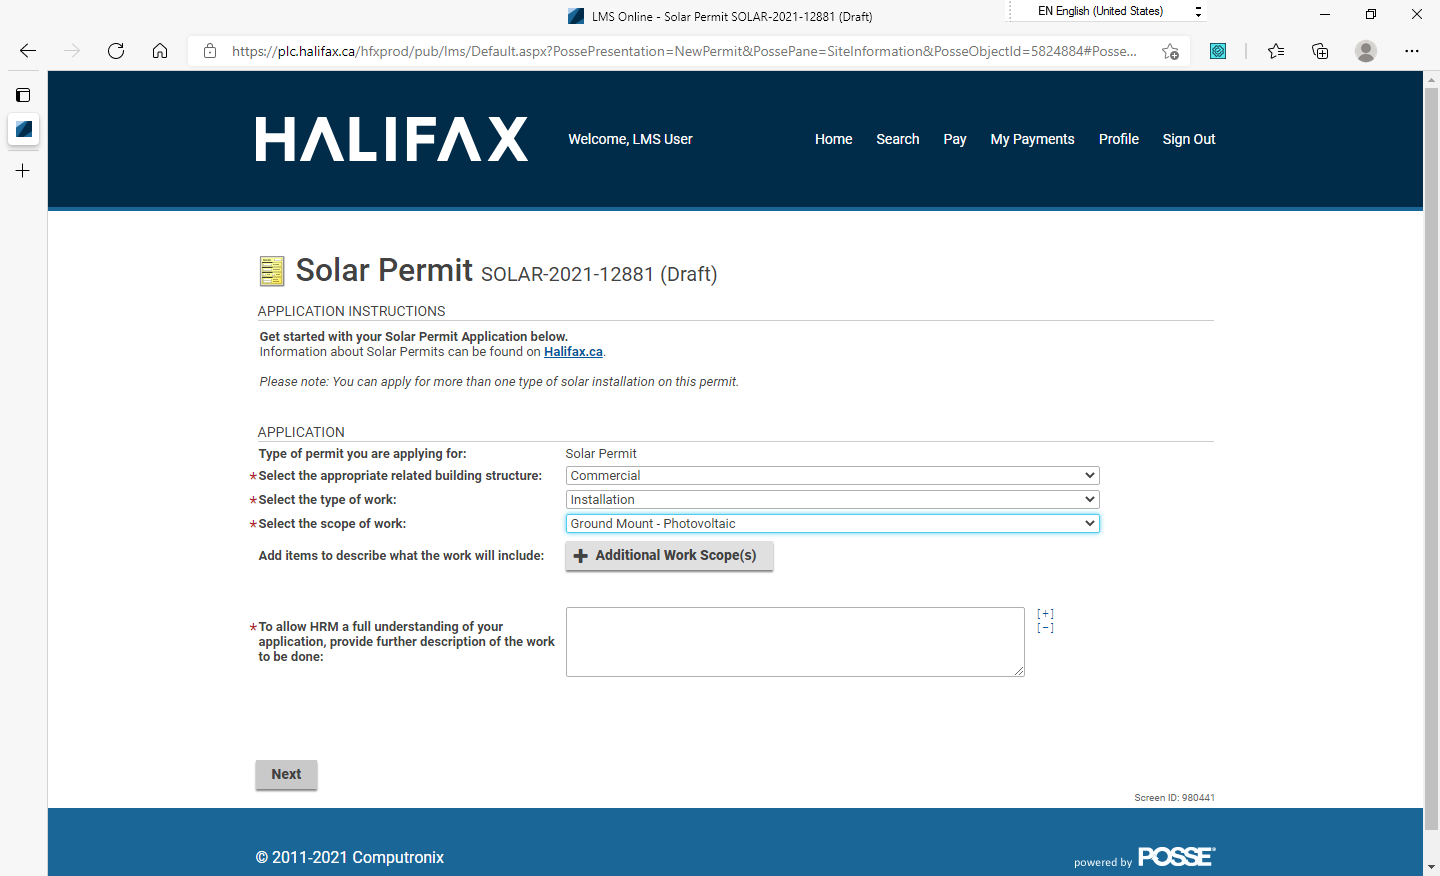 LMS Online - Solar Permit SOLAR-2021-12881 (Draft)
EN English (United States)
https://plc.halifax.ca/hfxprod/pub/lms/Default.aspx?PossePresentation=NewPermit&PossePane=SiteInformation&PosseObjectId=5824884#Posse...
HALIFAX
Welcome, LMS User
Home Search Pay My Payments Profile Sign Out
Solar Permit SOLAR-2021-12881 (Draft)
APPLICATION INSTRUCTIONS
Get started with your Solar Permit Application below.
Information about Solar Permits can be found on Halifax.ca.
Please note: You can apply for more than one type of solar installation on this permit.
APPLICATION
Type of permit you are applying for: Solar Permit
*Select the appropriate related building structure: Commercial
*Select the type of work: Installation
*Select the scope of work: Ground Mount - Photovoltaic
Add items to describe what the work will include: + Additional Work Scope(s)
*To allow HRM a full understanding of your
application, provide further description of the work
to be done:
[+]
[-]
Next
Screen ID: 980441
© 2011-2021 Computronix
powered by POSSE®